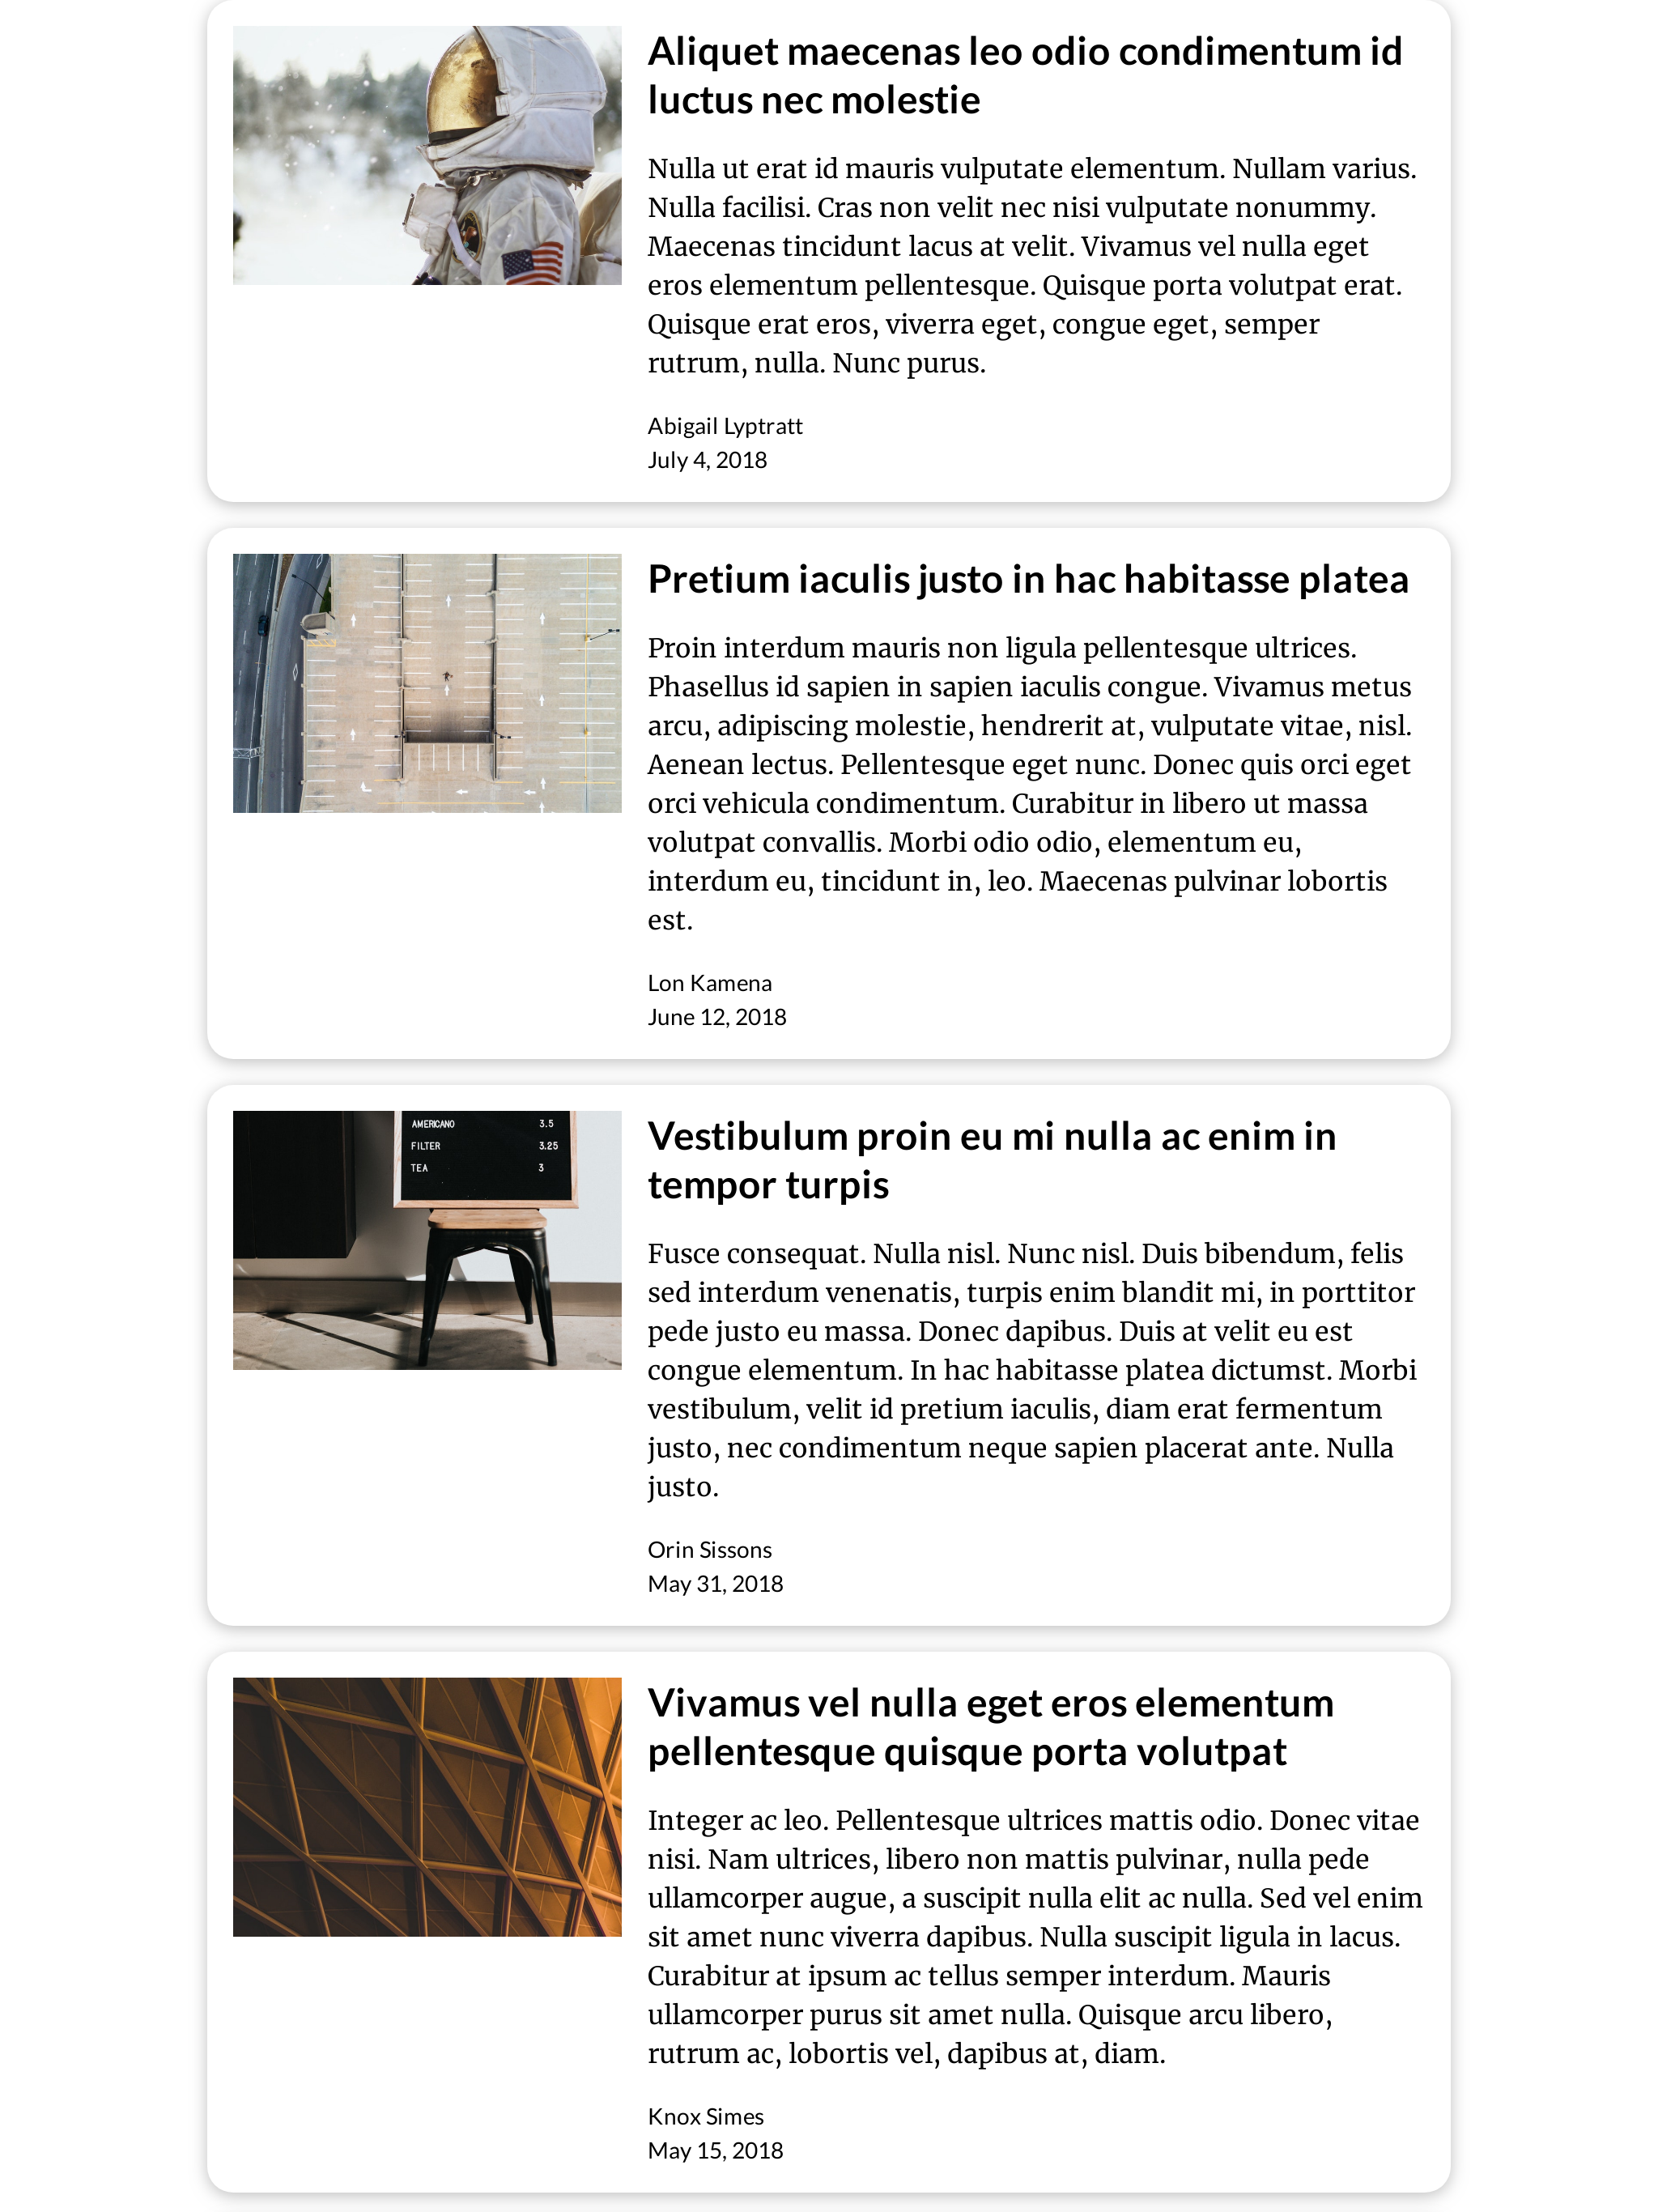 Aliquet maecenas leo odio condimentum id
luctus nec molestie
Nulla ut erat id mauris vulputate elementum. Nullam varius.
Nulla facilisi. Cras non velit nec nisi vulputate nonummy.
Maecenas tincidunt lacus at velit. Vivamus vel nulla eget
eros elementum pellentesque. Quisque porta volutpat erat.
Quisque erat eros, viverra eget, congue eget, semper
rutrum, nulla. Nunc purus.
Abigail Lyptratt
July 4, 2018
Pretium iaculis justo in hac habitasse platea
Proin interdum mauris non ligula pellentesque ultrices.
Phasellus id sapien in sapien iaculis congue. Vivamus metus
arcu, adipiscing molestie, hendrerit at, vulputate vitae, nisl.
Aenean lectus. Pellentesque eget nunc. Donec quis orci eget
orci vehicula condimentum. Curabitur in libero ut massa
volutpat convallis. Morbi odio odio, elementum eu,
interdum eu, tincidunt in, leo. Maecenas pulvinar lobortis
est.
Lon Kamena
June 12, 2018
AMERICANO 3.5
FILTER 3.25
TEA 3
Vestibulum proin eu mi nulla ac enim in
tempor turpis
Fusce consequat. Nulla nisl. Nunc nisl. Duis bibendum, felis
sed interdum venenatis, turpis enim blandit mi, in porttitor
pede justo eu massa. Donec dapibus. Duis at velit eu est
congue elementum. In hac habitasse platea dictumst. Morbi
vestibulum, velit id pretium iaculis, diam erat fermentum
justo, nec condimentum neque sapien placerat ante. Nulla
justo.
Orin Sissons
May 31, 2018
Vivamus vel nulla eget eros elementum
pellentesque quisque porta volutpat
Integer ac leo. Pellentesque ultrices mattis odio. Donec vitae
nisi. Nam ultrices, libero non mattis pulvinar, nulla pede
ullamcorper augue, a suscipit nulla elit ac nulla. Sed vel enim
sit amet nunc viverra dapibus. Nulla suscipit ligula in lacus.
Curabitur at ipsum ac tellus semper interdum. Mauris
ullamcorper purus sit amet nulla. Quisque arcu libero,
rutrum ac, lobortis vel, dapibus at, diam.
Knox Simes
May 15, 2018